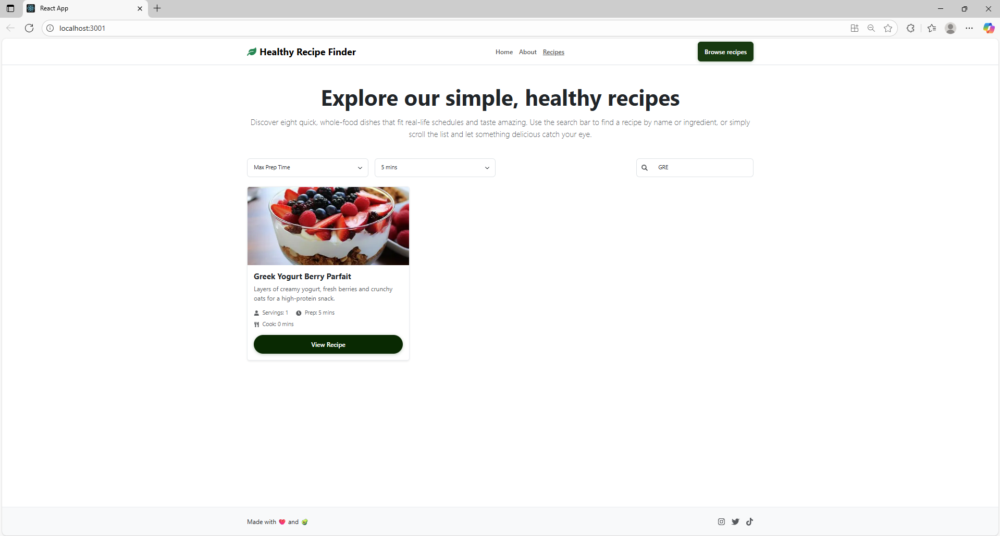 React App
localhost:3001
Healthy Recipe Finder
Home About Recipes
Browse recipes
Explore our simple, healthy recipes
Discover eight quick, whole-food dishes that fit real-life schedules and taste amazing. Use the search bar to find a recipe by name or ingredient, or simply
scroll the list and let something delicious catch your eye.
Max Prep Time
5 mins
GRE
Greek Yogurt Berry Parfait
Layers of creamy yogurt, fresh berries and crunchy
oats for a high-protein snack.
Servings: 1 Prep: 5 mins
Cook: 0 mins
View Recipe
Made with ❤️ and 🥑